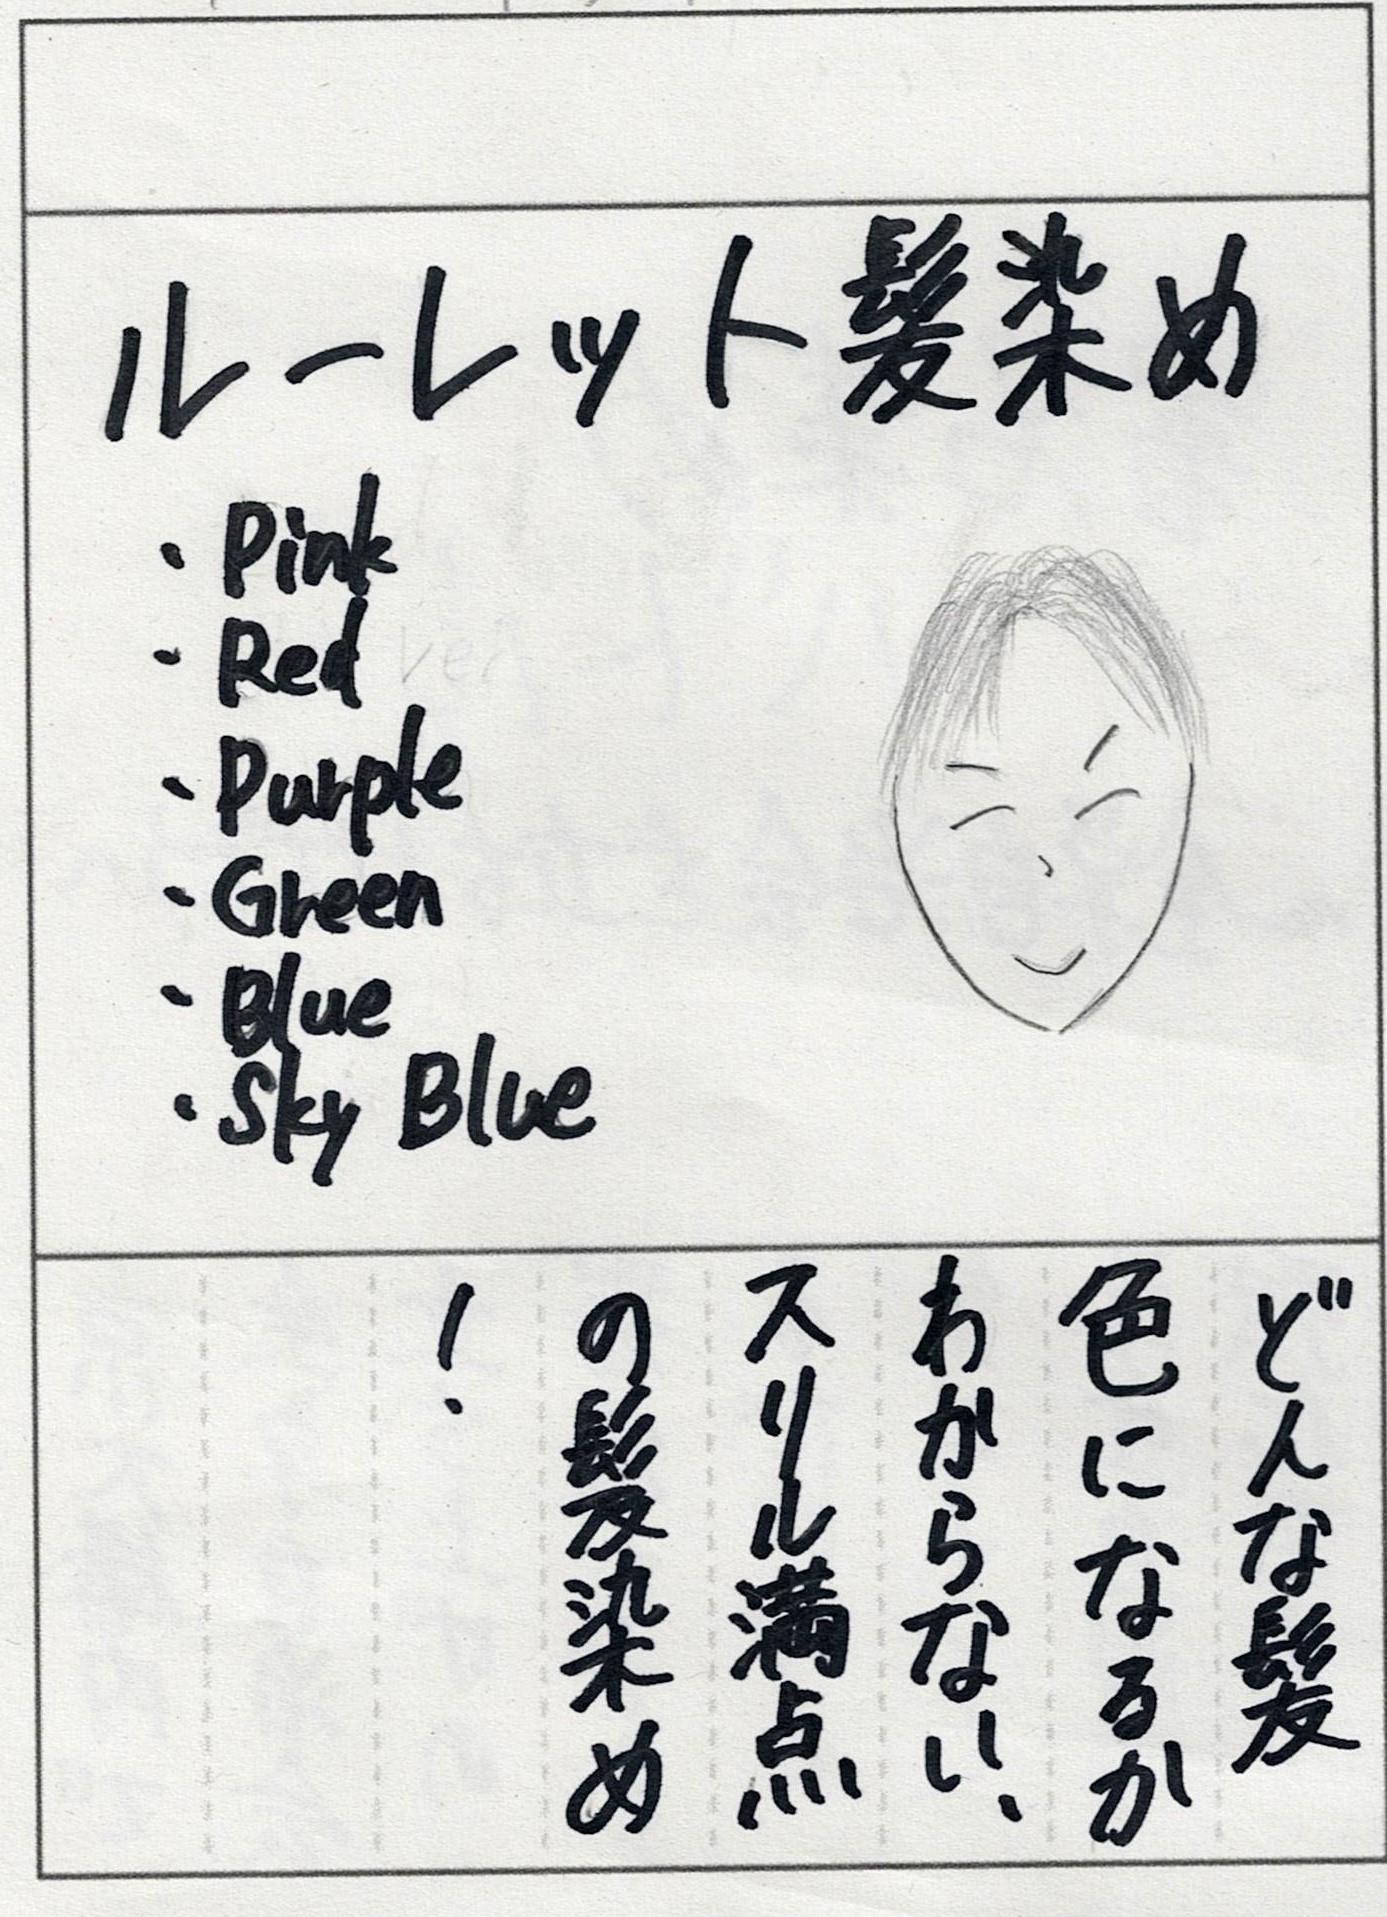 ルーレット髪染め
・Pink
・Red
・Purple
・Green
・Blue
・Sky Blue
どんな髪
色になるか
わからない、
スリル満点
の髪染め
！